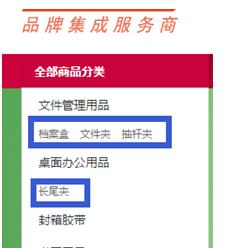 品牌集成服务商
全部商品分类
文件管理用品
档案盒 文件夹 抽杆夹
桌面办公用品
长尾夹
封箱胶带